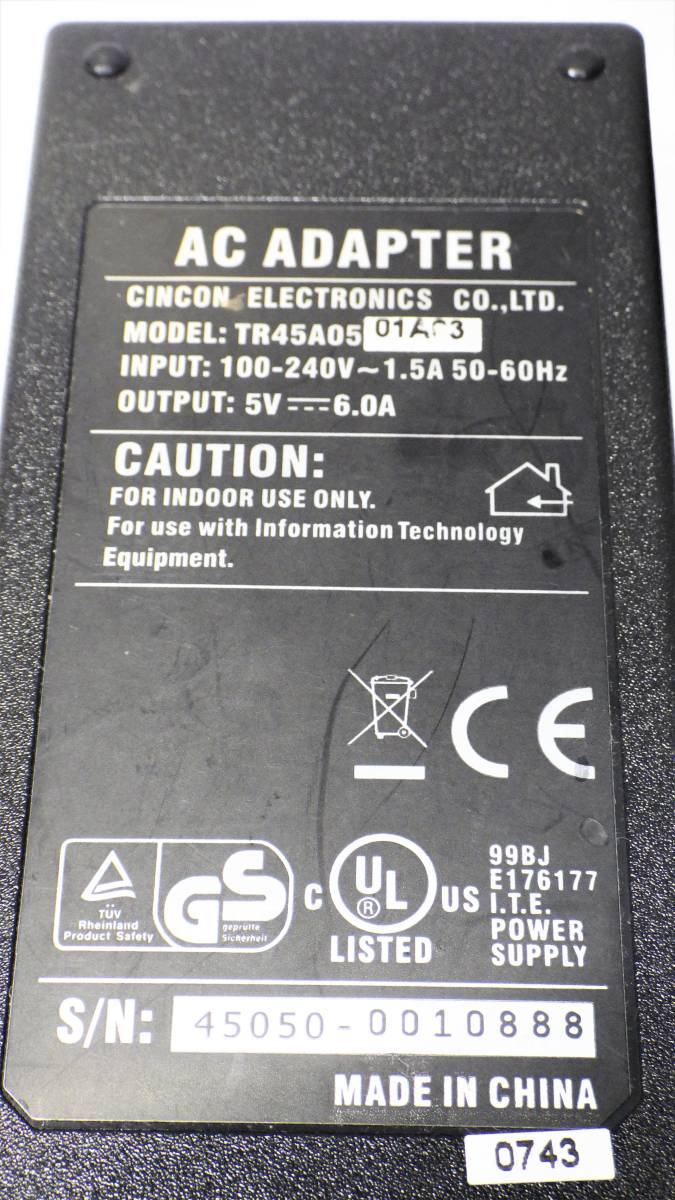 AC ADAPTER
CINCON ELECTRONICS CO.,LTD.
MODEL: TR45A05
INPUT: 100-240V~1.5A 50-60Hz
OUTPUT: 5V⎓6.0A
CAUTION:
FOR INDOOR USE ONLY.
For use with Information Technology
Equipment.
CE
TÜV
Rheinland
Product Safety
GS
geprüfte
Sicherheit
C UL US
®
LISTED
99BJ
E176177
I.T.E.
POWER
SUPPLY
S/N: 45050-0010888
MADE IN CHINA
0743